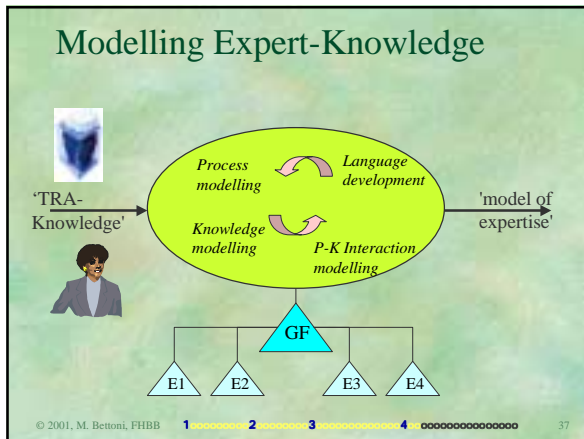 Modelling Expert-Knowledge
Process
modelling
Language
development
‘TRA-
Knowledge'
'model of
expertise'
Knowledge
modelling
P-K Interaction
modelling
GF
E1 E2 E3 E4
© 2001, M. Bettoni, FHBB 1 2 3 4 37